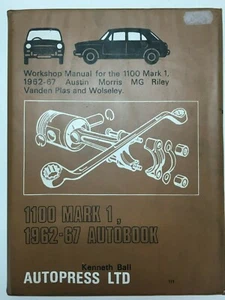 Workshop Manual for the 1100 Mark 1,
1962-67 Austin Morris MG Riley
Vanden Plas and Wolseley.
1100 MARK 1,
1962-67 AUTOBOOK
Kenneth Ball
AUTOPRESS LTD